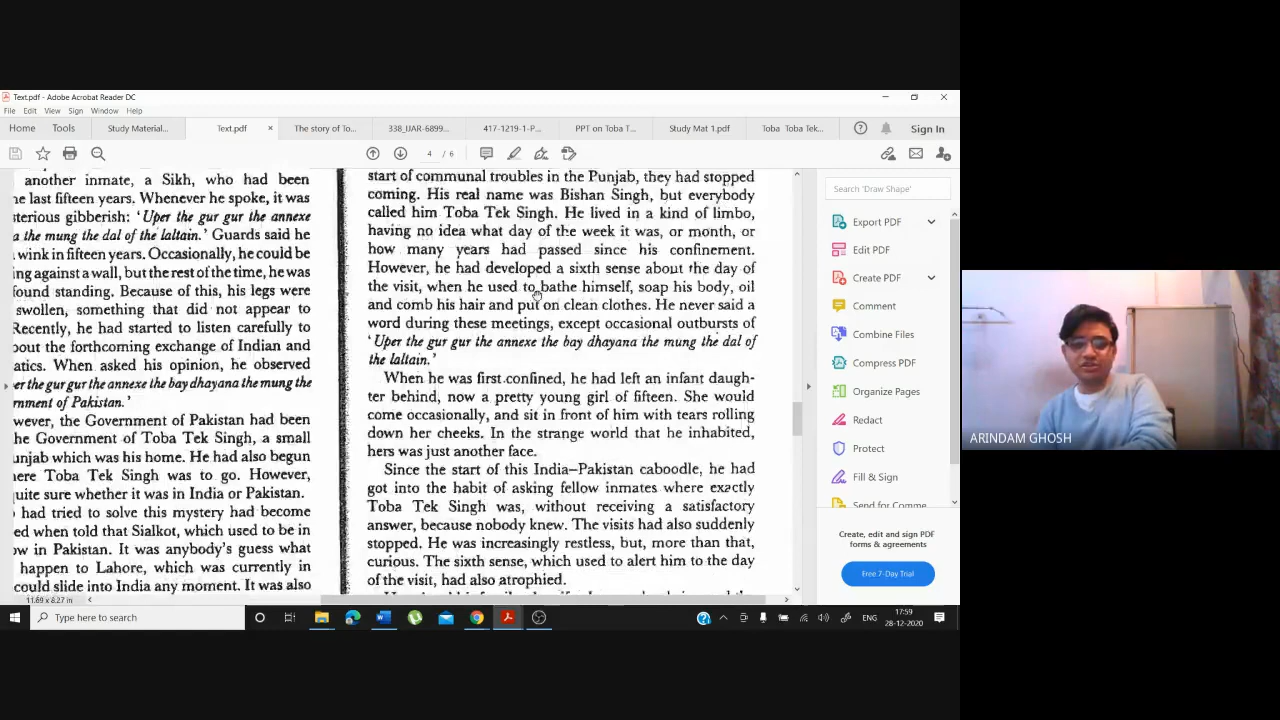 Text.pdf - Adobe Acrobat Reader DC
File Edit View Sign Window Help
Home Tools Study Material... Text.pdf × The story of To... 338_IJAR-6899... 417-1219-1-P... PPT on Toba T... Study Mat 1.pdf Toba Toba Tek... Sign In
4 / 6
another inmate, a Sikh, who had been
he last fifteen years. Whenever he spoke, it was
sterious gibberish: 'Uper the gur gur the annexe
a the mung the dal of the laltain.' Guards said he
wink in fifteen years. Occasionally, he could be
ing against a wall, but the rest of the time, he was
found standing. Because of this, his legs were
swollen, something that did not appear to
Recently, he had started to listen carefully to
bout the forthcoming exchange of Indian and
atics. When asked his opinion, he observed
er the gur gur the annexe the bay dhayana the mung the
rnment of Pakistan.'
wever, the Government of Pakistan had been
he Government of Toba Tek Singh, a small
unjab which was his home. He had also begun
here Toba Tek Singh was to go. However,
uite sure whether it was in India or Pakistan.
had tried to solve this mystery had become
ed when told that Sialkot, which used to be in
ow in Pakistan. It was anybody's guess what
happen to Lahore, which was currently in
could slide into India any moment. It was also
start of communal troubles in the Punjab, they had stopped
coming. His real name was Bishan Singh, but everybody
called him Toba Tek Singh. He lived in a kind of limbo,
having no idea what day of the week it was, or month, or
how many years had passed since his confinement.
However, he had developed a sixth sense about the day of
the visit, when he used to bathe himself, soap his body, oil
and comb his hair and put on clean clothes. He never said a
word during these meetings, except occasional outbursts of
'Uper the gur gur the annexe the bay dhayana the mung the dal of
the laltain.'
When he was first confined, he had left an infant daugh-
ter behind, now a pretty young girl of fifteen. She would
come occasionally, and sit in front of him with tears rolling
down her cheeks. In the strange world that he inhabited,
hers was just another face.
Since the start of this India–Pakistan caboodle, he had
got into the habit of asking fellow inmates where exactly
Toba Tek Singh was, without receiving a satisfactory
answer, because nobody knew. The visits had also suddenly
stopped. He was increasingly restless, but, more than that,
curious. The sixth sense, which used to alert him to the day
of the visit, had also atrophied.
11.69 x 8.27 in
Search 'Draw Shape'
Export PDF
Edit PDF
Create PDF
Comment
Combine Files
Compress PDF
Organize Pages
Redact
Protect
Fill & Sign
Send for Comme
Create, edit and sign PDF
forms & agreements
Free 7-Day Trial
ARINDAM GHOSH
Type here to search
ENG
17:59
28-12-2020